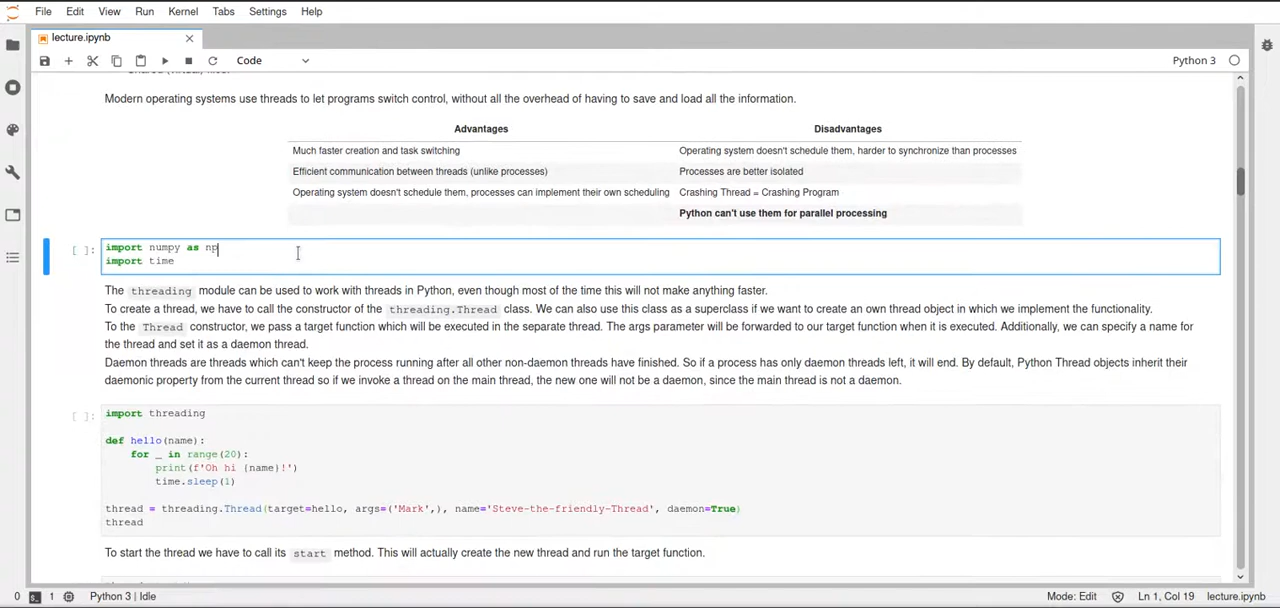 File Edit View Run Kernel Tabs Settings Help
lecture.ipynb
Code Python 3
Modern operating systems use threads to let programs switch control, without all the overhead of having to save and load all the information.
Advantages Disadvantages
Much faster creation and task switching Operating system doesn't schedule them, harder to synchronize than processes
Efficient communication between threads (unlike processes) Processes are better isolated
Operating system doesn't schedule them, processes can implement their own scheduling Crashing Thread = Crashing Program
Python can't use them for parallel processing
[ ]: import numpy as np
import time
The threading module can be used to work with threads in Python, even though most of the time this will not make anything faster.
To create a thread, we have to call the constructor of the threading.Thread class. We can also use this class as a superclass if we want to create an own thread object in which we implement the functionality.
To the Thread constructor, we pass a target function which will be executed in the separate thread. The args parameter will be forwarded to our target function when it is executed. Additionally, we can specify a name for
the thread and set it as a daemon thread.
Daemon threads are threads which can't keep the process running after all other non-daemon threads have finished. So if a process has only daemon threads left, it will end. By default, Python Thread objects inherit their
daemonic property from the current thread so if we invoke a thread on the main thread, the new one will not be a daemon, since the main thread is not a daemon.
[ ]: import threading
def hello(name):
for _ in range(20):
print(f'Oh hi {name}!')
time.sleep(1)
thread = threading.Thread(target=hello, args=('Mark',), name='Steve-the-friendly-Thread', daemon=True)
thread
To start the thread we have to call its start method. This will actually create the new thread and run the target function.
0 1 Python 3 | Idle Mode: Edit Ln 1, Col 19 lecture.ipynb